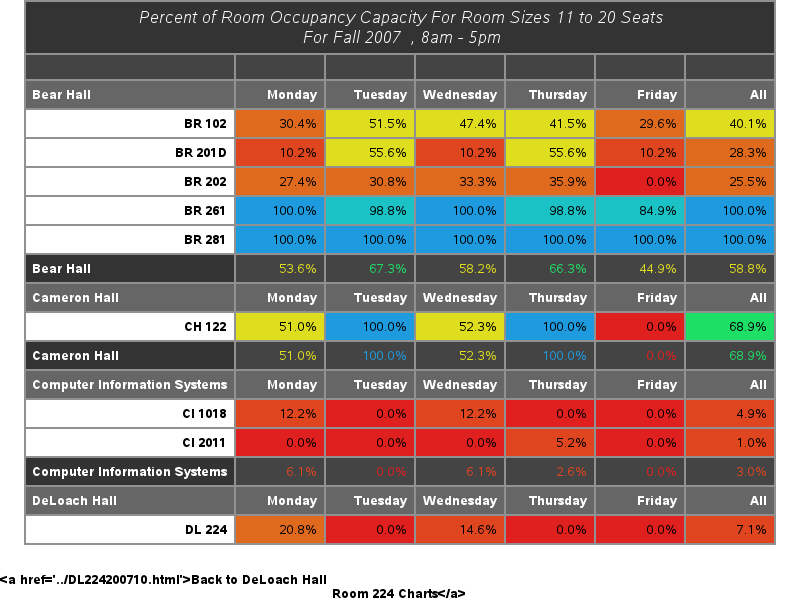 Percent of Room Occupancy Capacity For Room Sizes 11 to 20 Seats
For Fall 2007 , 8am - 5pm
Bear Hall Monday Tuesday Wednesday Thursday Friday All
BR 102 30.4% 51.5% 47.4% 41.5% 29.6% 40.1%
BR 201D 10.2% 55.6% 10.2% 55.6% 10.2% 28.3%
BR 202 27.4% 30.8% 33.3% 35.9% 0.0% 25.5%
BR 261 100.0% 98.8% 100.0% 98.8% 84.9% 100.0%
BR 281 100.0% 100.0% 100.0% 100.0% 100.0% 100.0%
Bear Hall 53.6% 67.3% 58.2% 66.3% 44.9% 58.8%
Cameron Hall Monday Tuesday Wednesday Thursday Friday All
CH 122 51.0% 100.0% 52.3% 100.0% 0.0% 68.9%
Cameron Hall 51.0% 100.0% 52.3% 100.0% 0.0% 68.9%
Computer Information Systems Monday Tuesday Wednesday Thursday Friday All
CI 1018 12.2% 0.0% 12.2% 0.0% 0.0% 4.9%
CI 2011 0.0% 0.0% 0.0% 5.2% 0.0% 1.0%
Computer Information Systems 6.1% 0.0% 6.1% 2.6% 0.0% 3.0%
DeLoach Hall Monday Tuesday Wednesday Thursday Friday All
DL 224 20.8% 0.0% 14.6% 0.0% 0.0% 7.1%
<a href='../DL224200710.html'>Back to DeLoach Hall
Room 224 Charts</a>